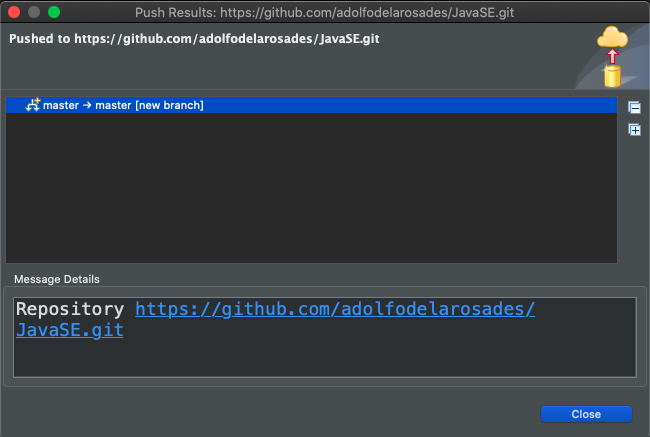 Push Results: https://github.com/adolfodelarosades/JavaSE.git
Pushed to https://github.com/adolfodelarosades/JavaSE.git
master → master [new branch]
Message Details
Repository https://github.com/adolfodelarosades/
JavaSE.git
Close